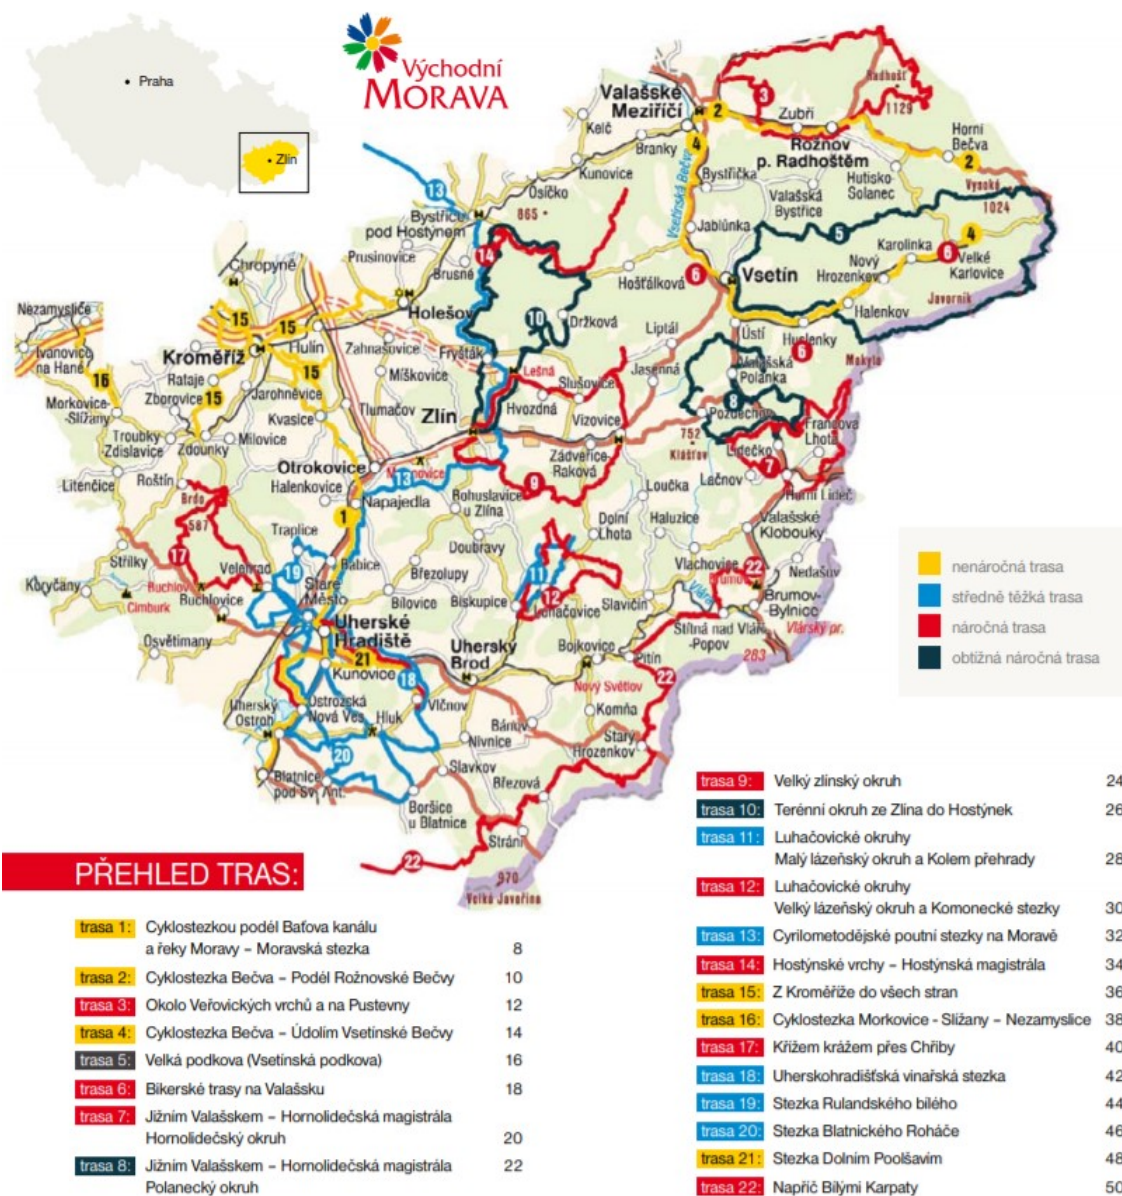 Praha
Zlín
Východní
MORAVA
Valašské
Meziříčí
Kelč
Branky
Kunovice
Osíčko
Zubří
Rožnov
p. Radhoštěm
Radhošť
1129
Horní
Bečva
Hutisko-
Solanec
Vysoká
1024
Bystřička
Valašská
Bystřice
Vsetínská Bečva
Jablůnka
Karolinka
Nový
Hrozenkov
Velké
Karlovice
Javorník
Vsetín
Halenkov
Huslenky
Ústí
Makyta
Hošťálková
Liptál
Jasenná
Bystřice
pod Hostýnem
865
Prusinovice
Brusné
Chropyně
Holešov
Nezamyslice
Ivanovice
na Hané
Kroměříž
Hulín
Rataje
Zborovice
Jarohněvice
Kvasice
Morkovice-
Slížany
Troubky
Zdislavice
Zdounky
Milovice
Litenčice
Roštín
Zahnašovice
Míškovice
Tlumačov
Fryšták
Držková
Lešná
Slušovice
Hvozdná
Vizovice
Zlín
Zádveřice-
Raková
Valašská
Polanka
Pozděchov
752
Klášťov
Lidečko
Francova
Lhota
Lačnov
Horní Lideč
Otrokovice
Halenkovice
Napajedla
Bohuslavice
u Zlína
Doubravy
Loučka
Haluzice
Dolní
Lhota
Valašské
Klobouky
Vlachovice
Brumov
Nedašov
Brumov-
Bylnice
Vlárský pr.
283
Slavičín
Štítná nad Vláří
-Popov
Brdo
587
Traplice
Střílky
Koryčany
Cimburk
Buchlov
Buchlovice
Velehrad
Osvětimany
Babice
Staré
Město
Uherské
Hradiště
Březolupy
Bílovice
Biskupice
Luhačovice
Uherský
Brod
Bojkovice
Pitín
Nový Světlov
Komňa
Starý
Hrozenkov
Kunovice
Vlčnov
Ostrožská
Nová Ves
Hluk
Uherský
Ostroh
Blatnice
pod Sv. Ant.
Boršice
u Blatnice
Nivnice
Bánov
Slavkov
Březová
Strání
970
Velká Javořina
nenáročná trasa
středně těžká trasa
náročná trasa
obtížná náročná trasa
PŘEHLED TRAS:
trasa 1: Cyklostezkou podél Baťova kanálu
a řeky Moravy – Moravská stezka 8
trasa 2: Cyklostezka Bečva – Podél Rožnovské Bečvy 10
trasa 3: Okolo Veřovických vrchů a na Pustevny 12
trasa 4: Cyklostezka Bečva – Údolím Vsetínské Bečvy 14
trasa 5: Velká podkova (Vsetínská podkova) 16
trasa 6: Bikerské trasy na Valašsku 18
trasa 7: Jižním Valašskem – Hornolidečská magistrála
Hornolidečský okruh 20
trasa 8: Jižním Valašskem – Hornolidečská magistrála 22
Polanecký okruh
trasa 9: Velký zlínský okruh 24
trasa 10: Terénní okruh ze Zlína do Hostýnek 26
trasa 11: Luhačovické okruhy
Malý lázeňský okruh a Kolem přehrady 28
trasa 12: Luhačovické okruhy
Velký lázeňský okruh a Komonecké stezky 30
trasa 13: Cyrilometodějské poutní stezky na Moravě 32
trasa 14: Hostýnské vrchy – Hostýnská magistrála 34
trasa 15: Z Kroměříže do všech stran 36
trasa 16: Cyklostezka Morkovice - Slížany – Nezamyslice 38
trasa 17: Křížem krážem přes Chřiby 40
trasa 18: Uherskohradišťská vinařská stezka 42
trasa 19: Stezka Rulandského bílého 44
trasa 20: Stezka Blatnického Roháče 46
trasa 21: Stezka Dolním Poolšavím 48
trasa 22: Napříč Bílými Karpaty 50